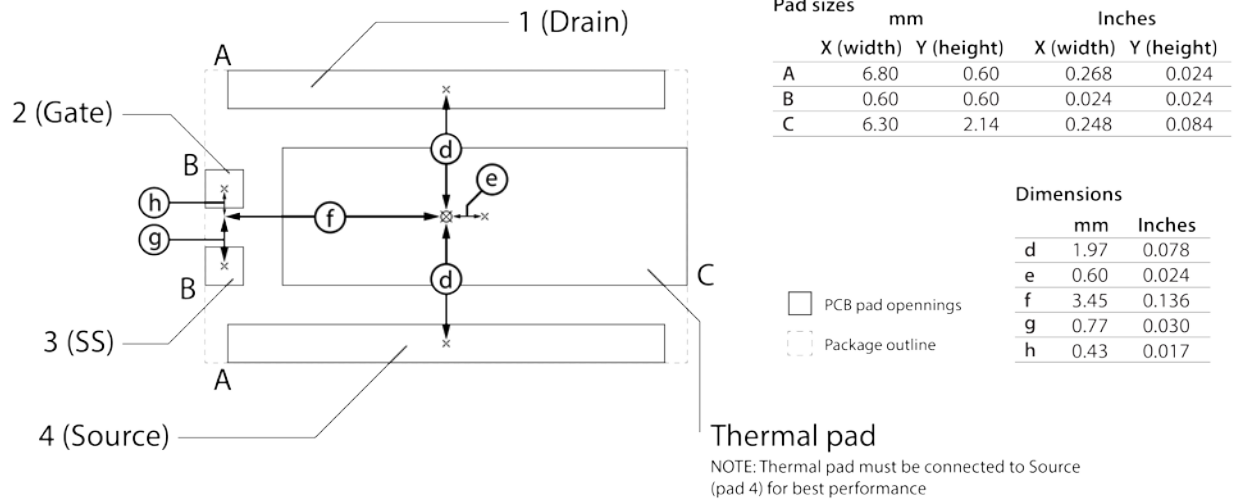 1 (Drain)
A
2 (Gate)
B
d
e
h
f
g
d
B
C
3 (SS)
A
4 (Source)
Thermal pad
NOTE: Thermal pad must be connected to Source
(pad 4) for best performance
Pad sizes
mm Inches
X (width) Y (height) X (width) Y (height)
A 6.80 0.60 0.268 0.024
B 0.60 0.60 0.024 0.024
C 6.30 2.14 0.248 0.084
Dimensions
mm Inches
d 1.97 0.078
e 0.60 0.024
f 3.45 0.136
g 0.77 0.030
h 0.43 0.017
PCB pad opennings
Package outline